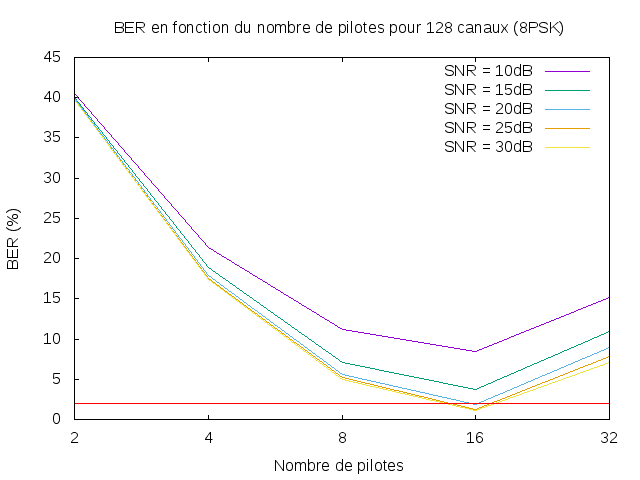 BER en fonction du nombre de pilotes pour 128 canaux (8PSK)
SNR = 10dB
SNR = 15dB
SNR = 20dB
SNR = 25dB
SNR = 30dB
BER (%)
45
40
35
30
25
20
15
10
5
0
2 4 8 16 32
Nombre de pilotes